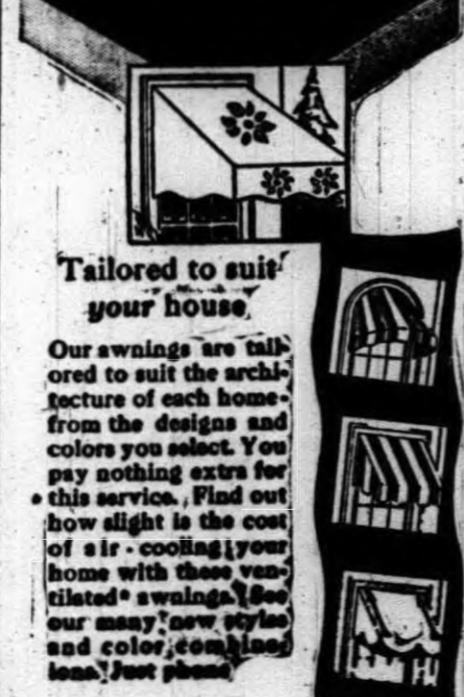 Tailored to suit
your house
Our awnings are tail-
ored to suit the archi-
tecture of each home-
from the designs and
colors you select. You
pay nothing extra for
this service. Find out
how slight is the cost
of air-cooling your
home with these ven-
tilated* awnings. See
our many new styles
and color combina-
ions. Just phone